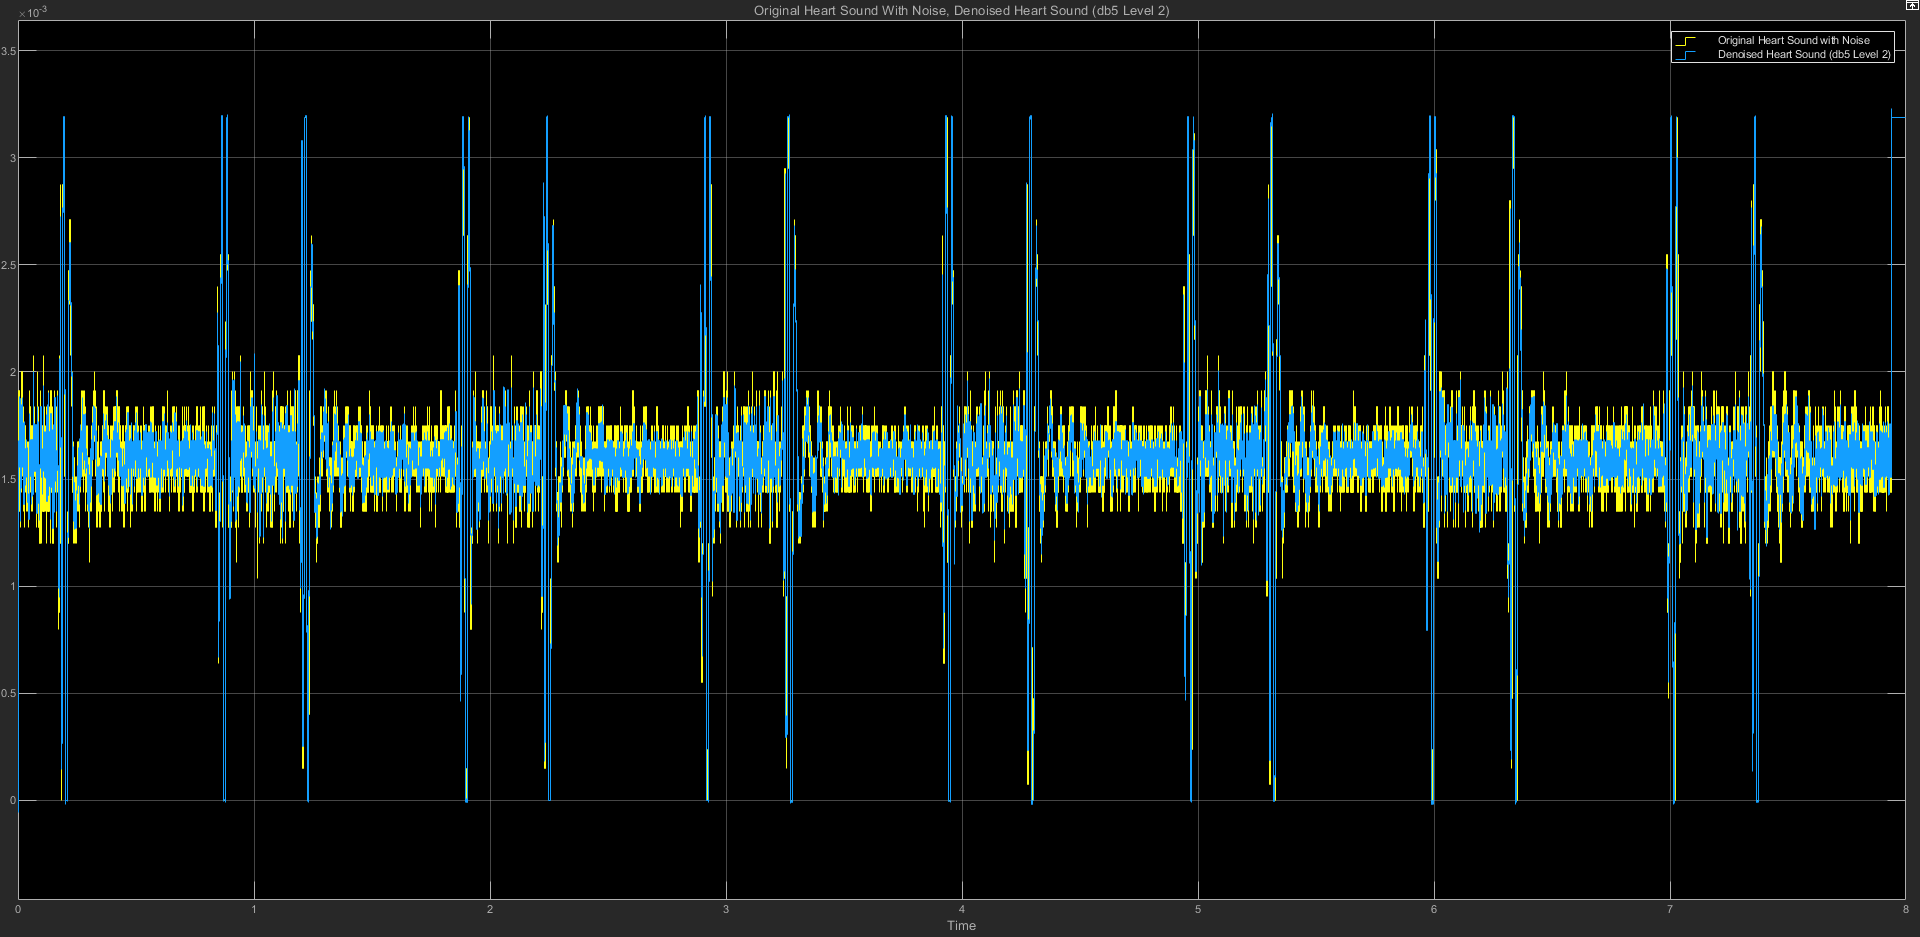 Original Heart Sound With Noise, Denoised Heart Sound (db5 Level 2)
×10⁻³
Original Heart Sound with Noise
Denoised Heart Sound (db5 Level 2)
3.5
3
2.5
2
1.5
1
0.5
0
0 1 2 3 4 5 6 7 8
Time